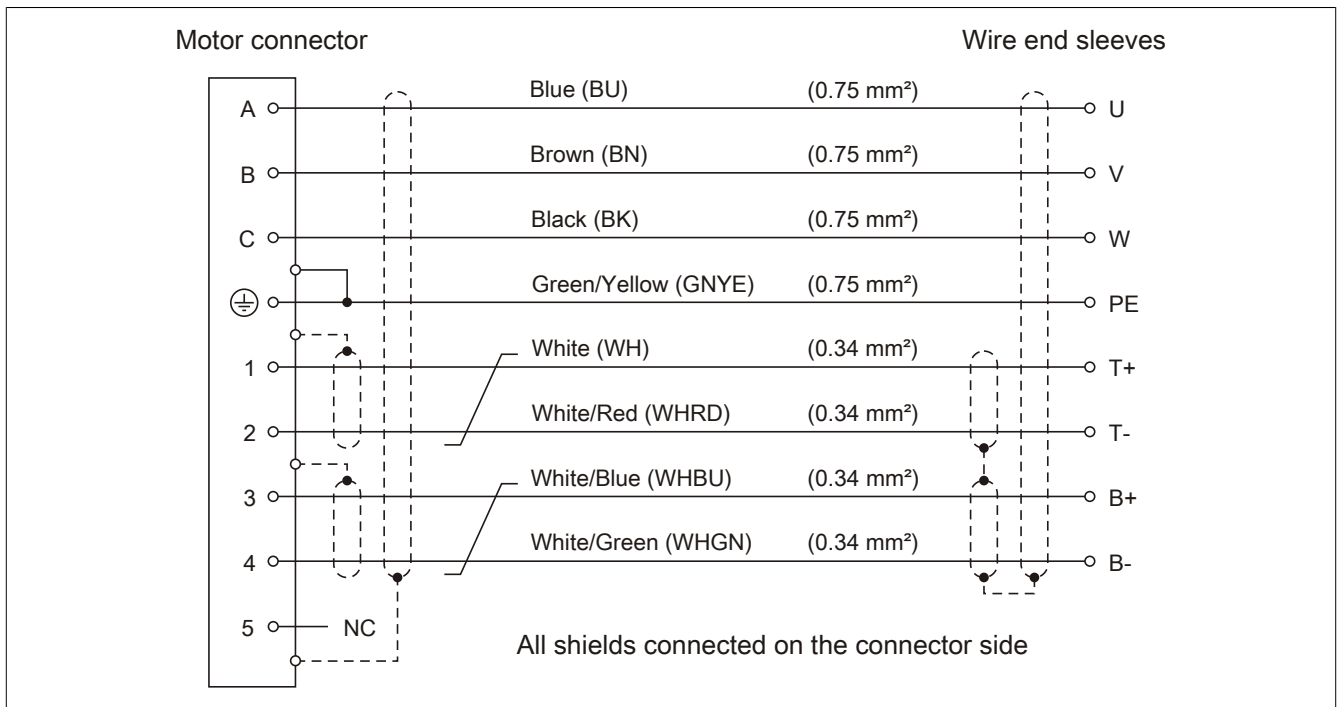 Motor connector Wire end sleeves
A Blue (BU) (0.75 mm²) U
B Brown (BN) (0.75 mm²) V
C Black (BK) (0.75 mm²) W
Green/Yellow (GNYE) (0.75 mm²) PE
1 White (WH) (0.34 mm²) T+
2 White/Red (WHRD) (0.34 mm²) T-
3 White/Blue (WHBU) (0.34 mm²) B+
4 White/Green (WHGN) (0.34 mm²) B-
5 NC
All shields connected on the connector side